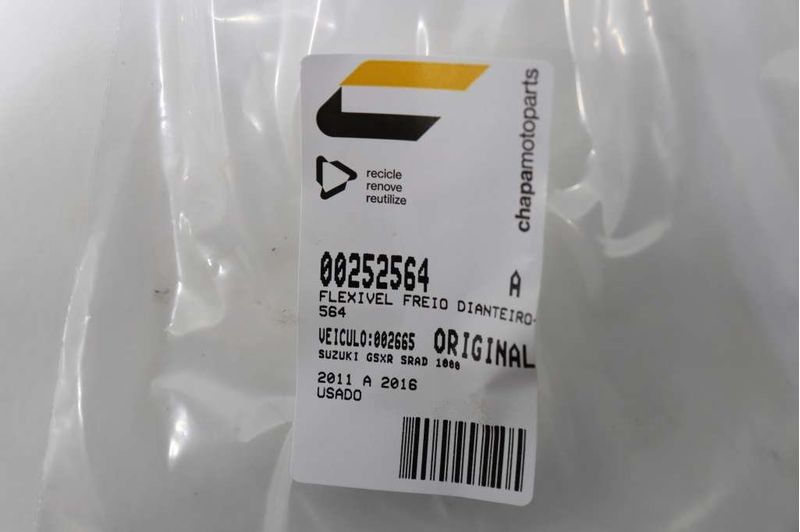 chapamotoparts
recicle
renove
reutilize
00252564 A
FLEXIVEL FREIO DIANTEIRO-
564
VEICULO:002665 ORIGINAL
SUZUKI GSXR SRAD 1000
2011 A 2016
USADO